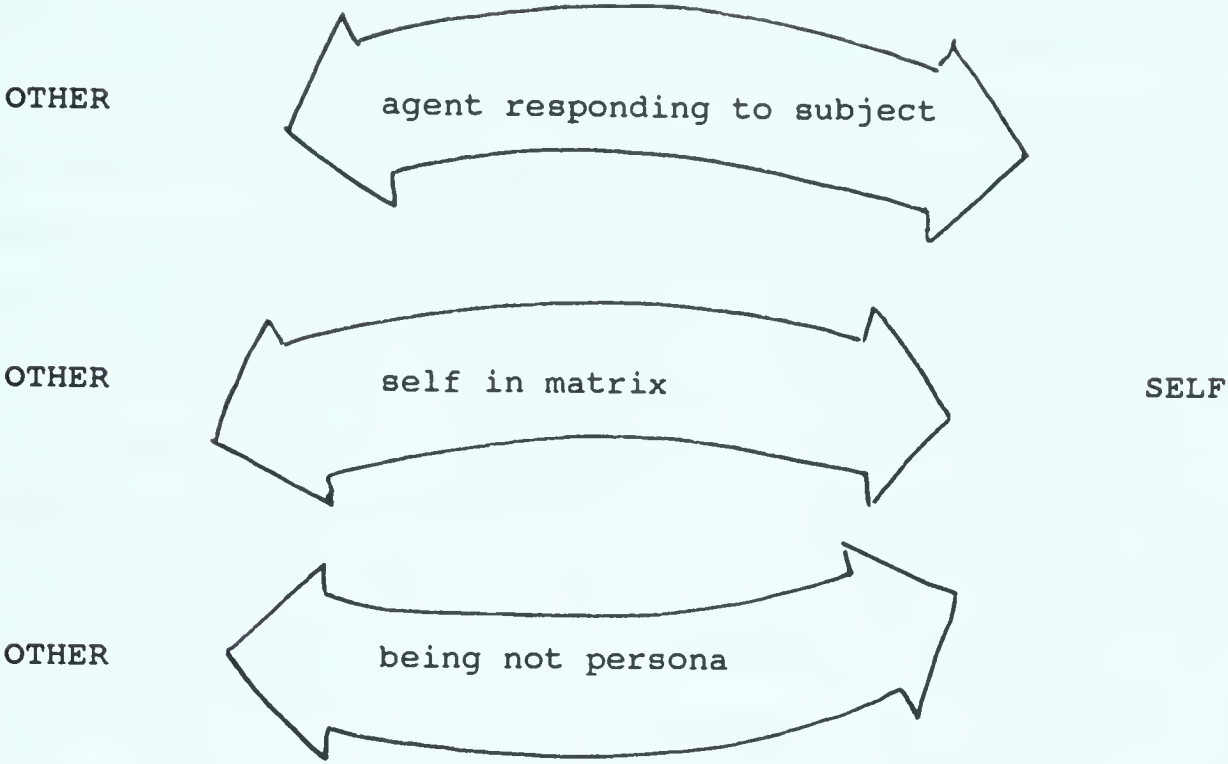 OTHER agent responding to subject
OTHER self in matrix SELF
OTHER being not persona